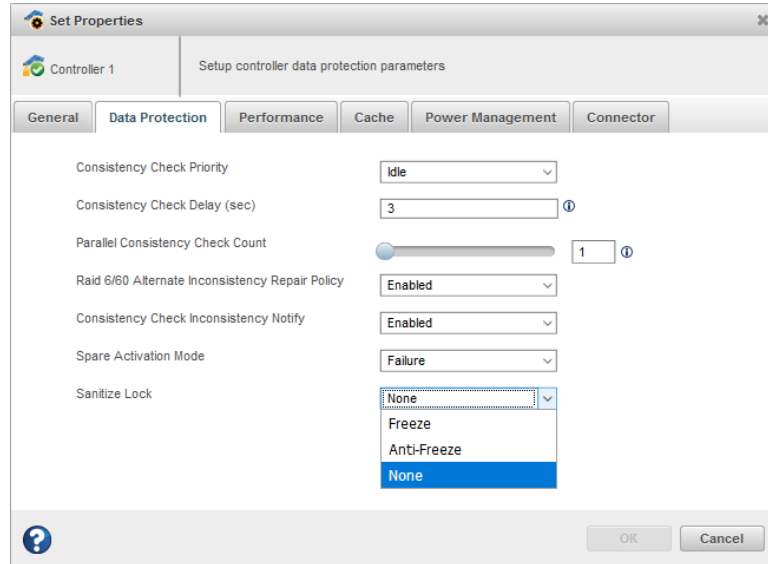 Set Properties
Controller 1
Setup controller data protection parameters
General Data Protection Performance Cache Power Management Connector
Consistency Check Priority Idle
Consistency Check Delay (sec) 3
Parallel Consistency Check Count 1
Raid 6/60 Alternate Inconsistency Repair Policy Enabled
Consistency Check Inconsistency Notify Enabled
Spare Activation Mode Failure
Sanitize Lock None
Freeze
Anti-Freeze
None
? OK Cancel